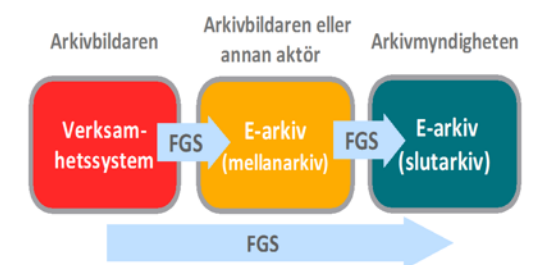 Arkivbildaren
Arkivbildaren eller
annan aktör
Arkivmyndigheten
Verksam-
hetssystem
FGS
E-arkiv
(mellanarkiv)
FGS
E-arkiv
(slutarkiv)
FGS